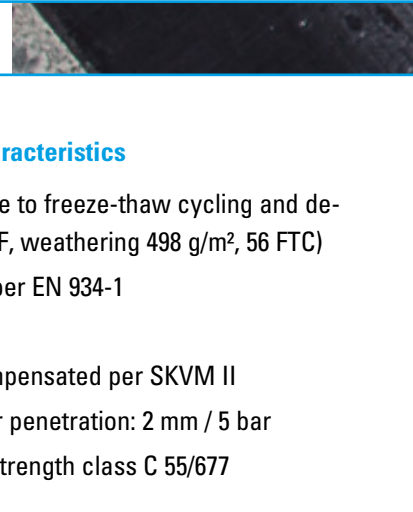 racteristics
e to freeze-thaw cycling and de-
F, weathering 498 g/m², 56 FTC)
per EN 934-1
npensated per SKVM II
r penetration: 2 mm / 5 bar
trength class C 55/677